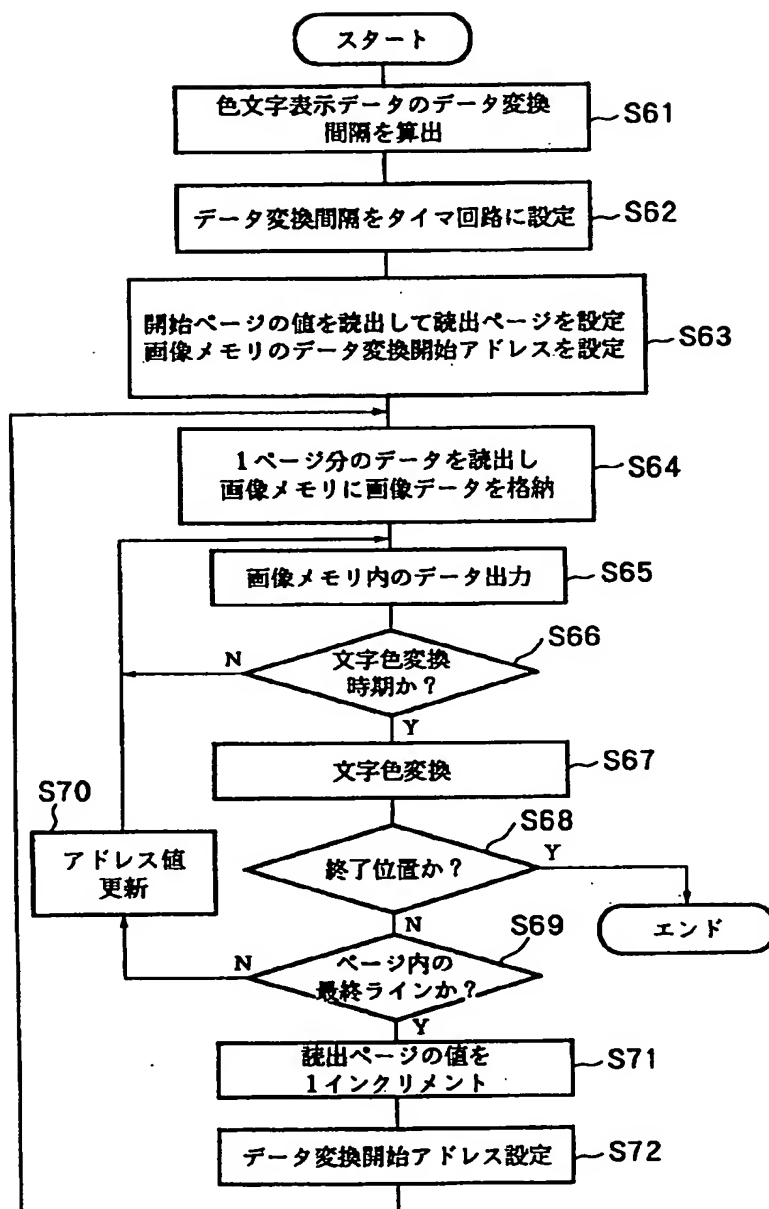 スタート
色文字表示データのデータ変換
間隔を算出
S61
データ変換間隔をタイマ回路に設定
S62
開始ページの値を読出して読出ページを設定
画像メモリのデータ変換開始アドレスを設定
S63
1ページ分のデータを読出し
画像メモリに画像データを格納
S64
画像メモリ内のデータ出力
S65
文字色変換
時期か?
S66
N
Y
文字色変換
S67
S70
アドレス値
更新
終了位置か?
S68
Y
エンド
N
ページ内の
最終ラインか?
S69
N
Y
読出ページの値を
1インクリメント
S71
データ変換開始アドレス設定
S72